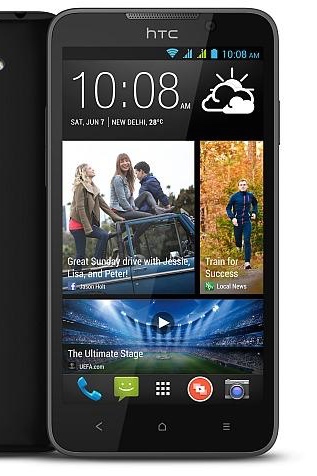 hTC
10:08 AM
10:08 AM
SAT, JUN 7 | NEW DELHI, 28°C
Great Sunday drive with Jessie,
Lisa, and Peter!
f Jason Holt
Train for
Success
Local News
The Ultimate Stage
UEFA.com